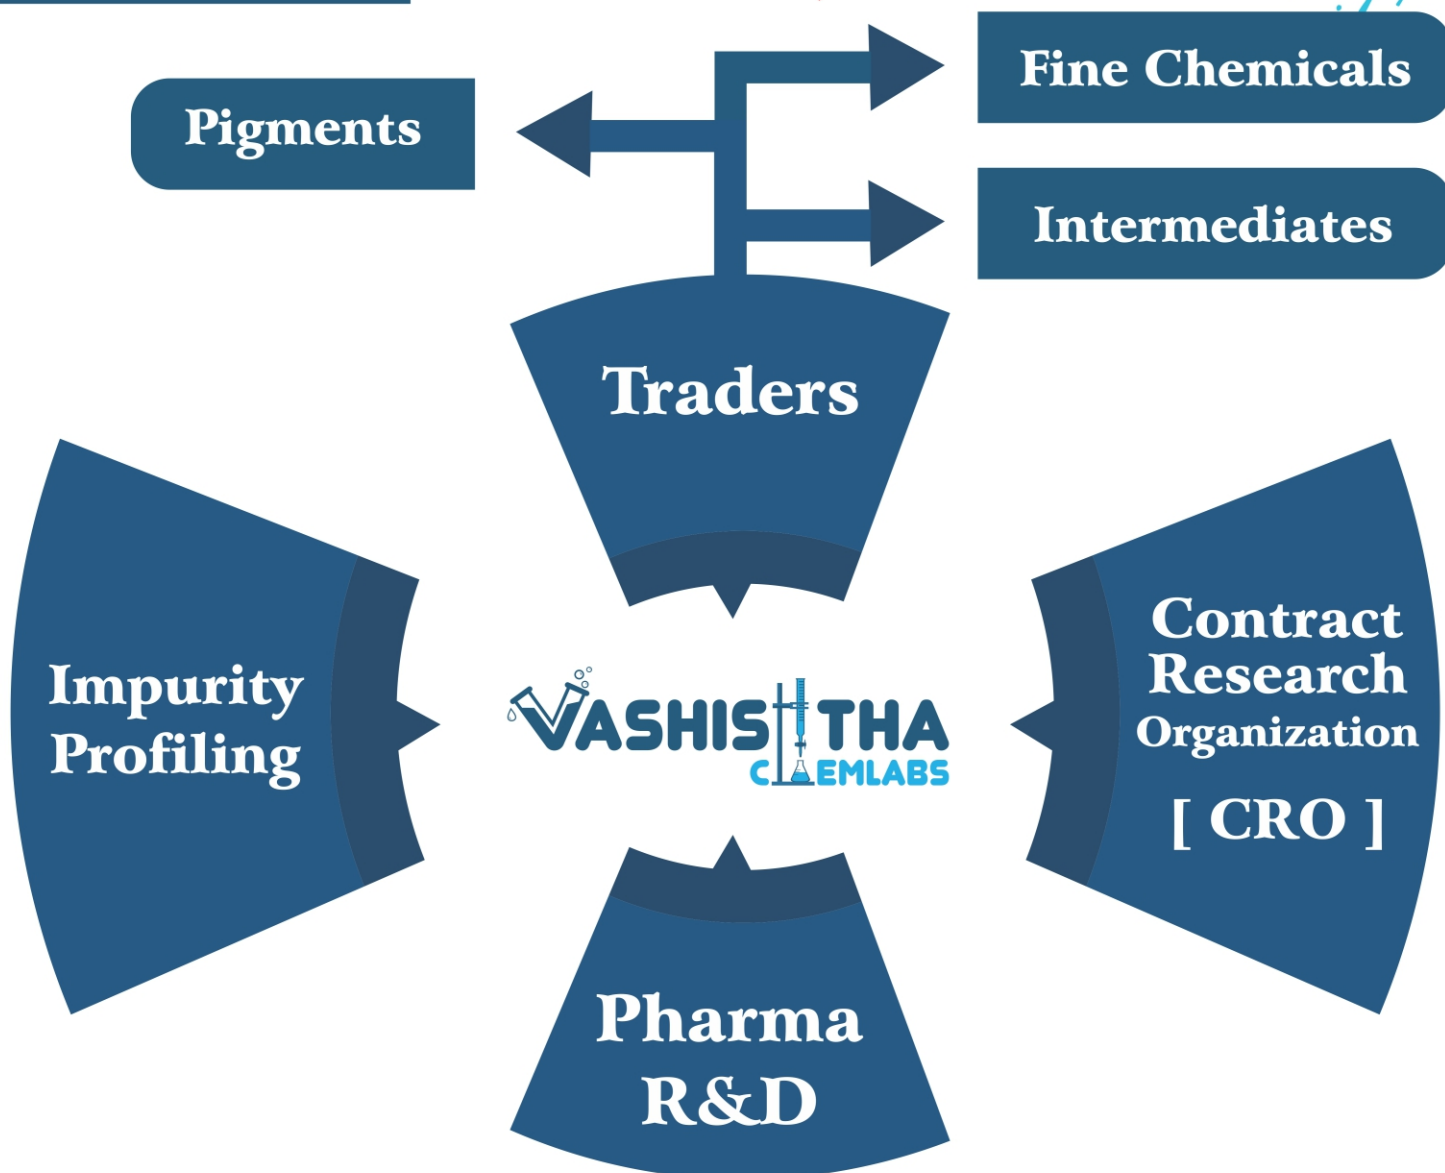 Fine Chemicals
Pigments
Intermediates
Traders
Impurity
Profiling
Contract
Research
Organization
[ CRO ]
VASHISHTHA
CHEMLABS
Pharma
R&D